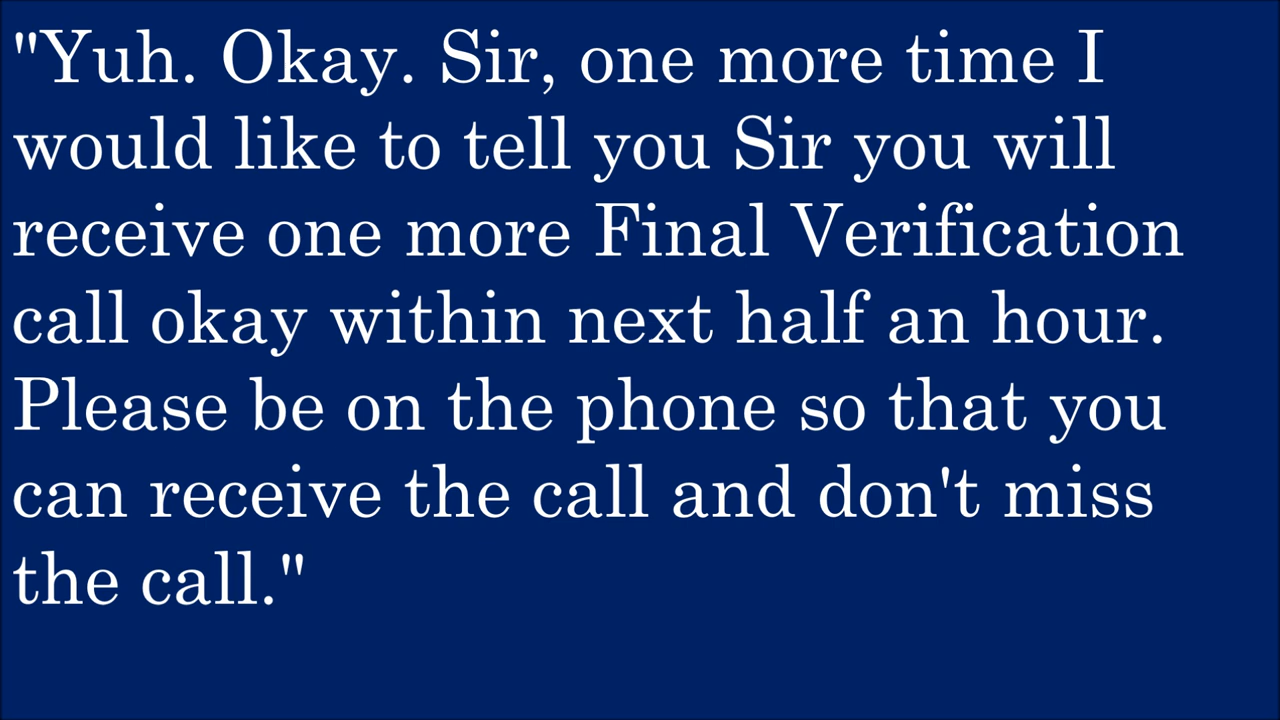 "Yuh. Okay. Sir, one more time I
would like to tell you Sir you will
receive one more Final Verification
call okay within next half an hour.
Please be on the phone so that you
can receive the call and don't miss
the call."